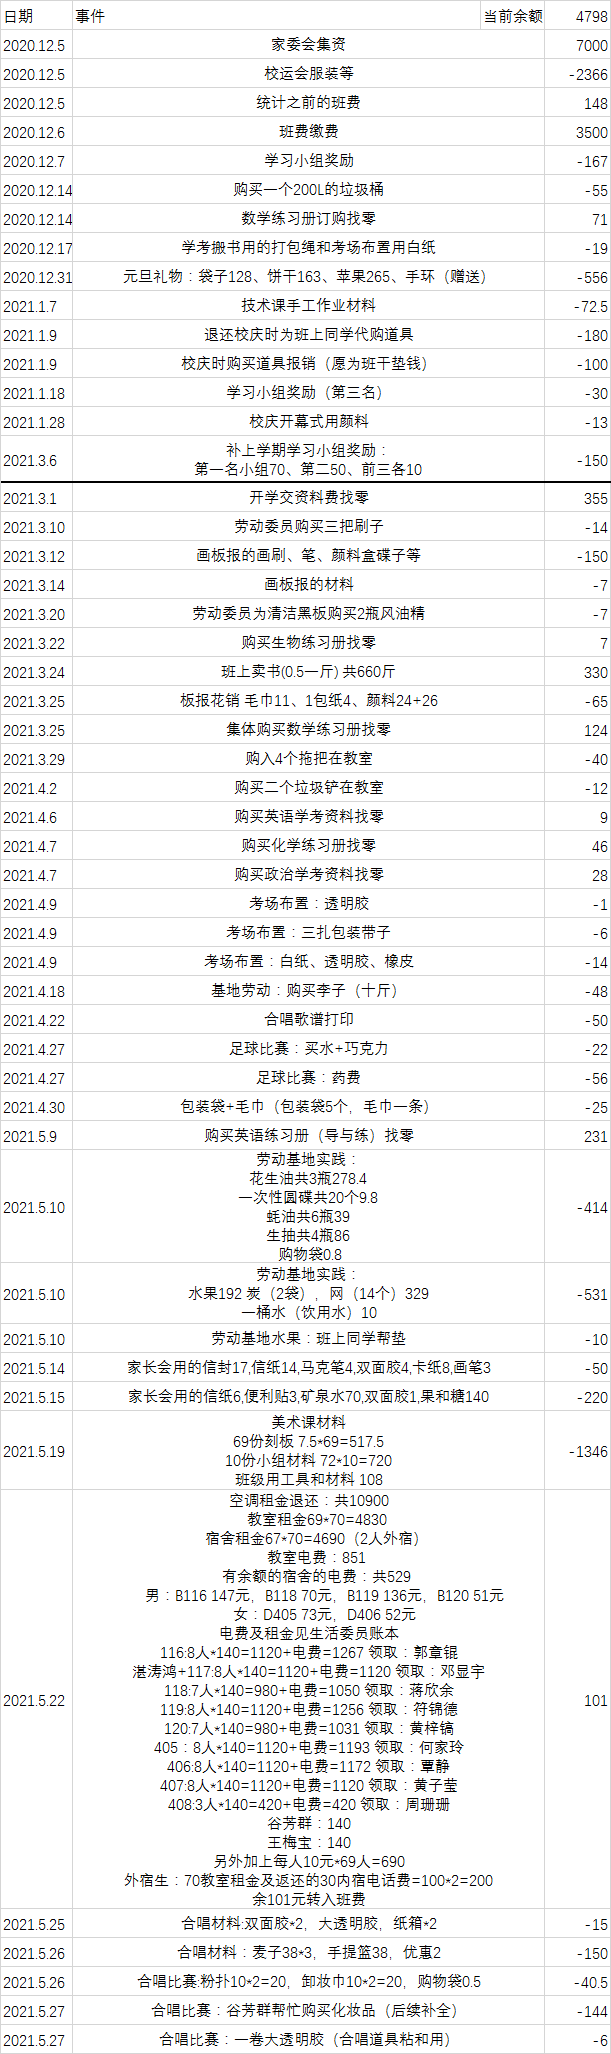 日期 事件 当前余额 4798
2020.12.5 家委会集资 7000
2020.12.5 校运会服装等 -2366
2020.12.5 统计之前的班费 148
2020.12.6 班费缴费 3500
2020.12.7 学习小组奖励 -167
2020.12.14 购买一个200L的垃圾桶 -55
2020.12.14 数学练习册订购找零 71
2020.12.17 学考搬书用的打包绳和考场布置用白纸 -19
2020.12.31 元旦礼物：袋子128、饼干163、苹果265、手环（赠送） -556
2021.1.7 技术课手工作业材料 -72.5
2021.1.9 退还校庆时为班上同学代购道具 -180
2021.1.9 校庆时购买道具报销（愿为班干垫钱） -100
2021.1.18 学习小组奖励（第三名） -30
2021.1.28 校庆开幕式用颜料 -13
2021.3.6 补上学期学习小组奖励：
第一名小组70、第二50、前三各10 -150
2021.3.1 开学交资料费找零 355
2021.3.10 劳动委员购买三把刷子 -14
2021.3.12 画板报的画刷、笔、颜料盒碟子等 -150
2021.3.14 画板报的材料 -7
2021.3.20 劳动委员为清洁黑板购买2瓶风油精 -7
2021.3.22 购买生物练习册找零 7
2021.3.24 班上卖书(0.5一斤) 共660斤 330
2021.3.25 板报花销 毛巾11、1包纸4、颜料24+26 -65
2021.3.25 集体购买数学练习册找零 124
2021.3.29 购入4个拖把在教室 -40
2021.4.2 购买二个垃圾铲在教室 -12
2021.4.6 购买英语学考资料找零 9
2021.4.7 购买化学练习册找零 46
2021.4.7 购买政治学考资料找零 28
2021.4.9 考场布置：透明胶 -1
2021.4.9 考场布置：三扎包装带子 -6
2021.4.9 考场布置：白纸、透明胶、橡皮 -14
2021.4.18 基地劳动：购买李子（十斤） -48
2021.4.22 合唱歌谱打印 -50
2021.4.27 足球比赛：买水+巧克力 -22
2021.4.27 足球比赛：药费 -56
2021.4.30 包装袋+毛巾（包装袋5个，毛巾一条） -25
2021.5.9 购买英语练习册（导与练）找零 231
劳动基地实践：
花生油共3瓶278.4
一次性圆碟共20个9.8
2021.5.10 蚝油共6瓶39 -414
生抽共4瓶86
购物袋0.8
劳动基地实践：
2021.5.10 水果192 炭（2袋），网（14个）329 -531
一桶水（饮用水）10
2021.5.10 劳动基地水果：班上同学帮垫 -10
2021.5.14 家长会用的信封17,信纸14,马克笔4,双面胶4,卡纸8,画笔3 -50
2021.5.15 家长会用的信纸6,便利贴3,矿泉水70,双面胶1,果和糖140 -220
美术课材料
69份刻板 7.5*69=517.5
2021.5.19 10份小组材料 72*10=720 -1346
班级用工具和材料 108
空调租金退还：共10900
教室租金69*70=4830
宿舍租金67*70=4690（2人外宿）
教室电费：851
有余额的宿舍的电费：共529
男：B116 147元，B118 70元，B119 136元，B120 51元
女：D405 73元，D406 52元
电费及租金见生活委员账本
116:8人*140=1120+电费=1267 领取：郭章锟
湛涛鸿+117:8人*140=1120+电费=1120 领取：邓显宇
118:7人*140=980+电费=1050 领取：蒋欣余
2021.5.22 119:8人*140=1120+电费=1256 领取：符锦德 101
120:7人*140=980+电费=1031 领取：黄梓镐
405：8人*140=1120+电费=1193 领取：何家玲
406:8人*140=1120+电费=1172 领取：覃静
407:8人*140=1120+电费=1120 领取：黄子莹
408:3人*140=420+电费=420 领取：周珊珊
谷芳群：140
王梅宝：140
另外加上每人10元*69人=690
外宿生：70教室租金及返还的30内宿电话费=100*2=200
余101元转入班费
2021.5.25 合唱材料:双面胶*2，大透明胶，纸箱*2 -15
2021.5.26 合唱材料：麦子38*3，手提篮38，优惠2 -150
2021.5.26 合唱比赛:粉扑10*2=20，卸妆巾10*2=20，购物袋0.5 -40.5
2021.5.27 合唱比赛：谷芳群帮忙购买化妆品（后续补全） -144
2021.5.27 合唱比赛：一卷大透明胶（合唱道具粘和用） -6